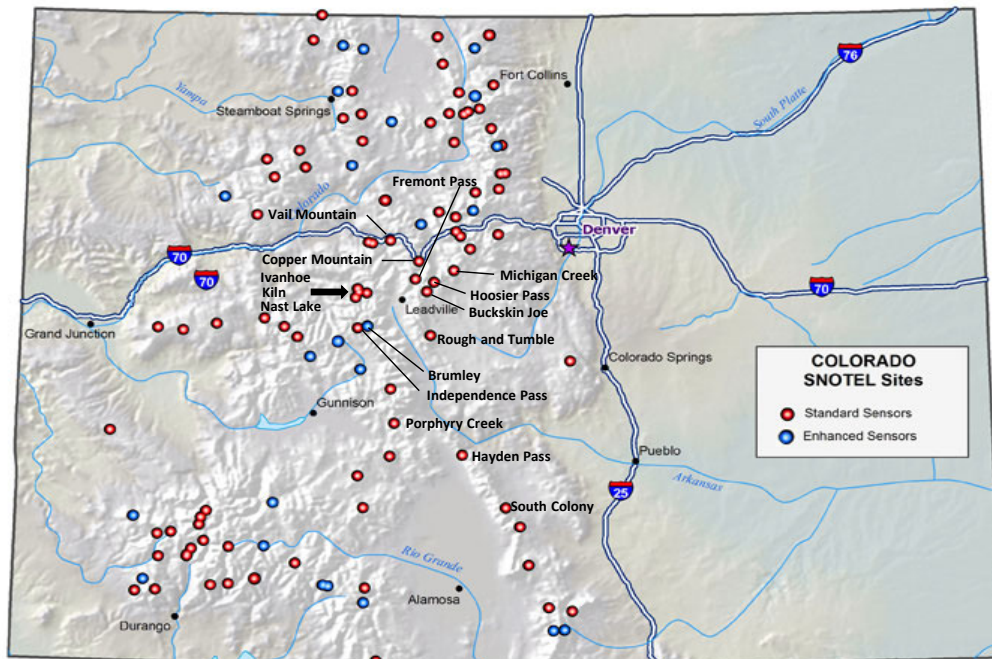 76
Fort Collins
South Platte
Yampa
Steamboat Springs
Fremont Pass
Colorado
Vail Mountain
Denver
70
Copper Mountain
70
Ivanhoe
Michigan Creek
Kiln
Hoosier Pass
70
Nast Lake
Leadville
Buckskin Joe
Grand Junction
Rough and Tumble
Colorado Springs
COLORADO
SNOTEL Sites
Brumley
Independence Pass
Standard Sensors
Gunnison
Enhanced Sensors
Porphyry Creek
Hayden Pass
Pueblo
Arkansas
25
South Colony
Rio Grande
Alamosa
Durango